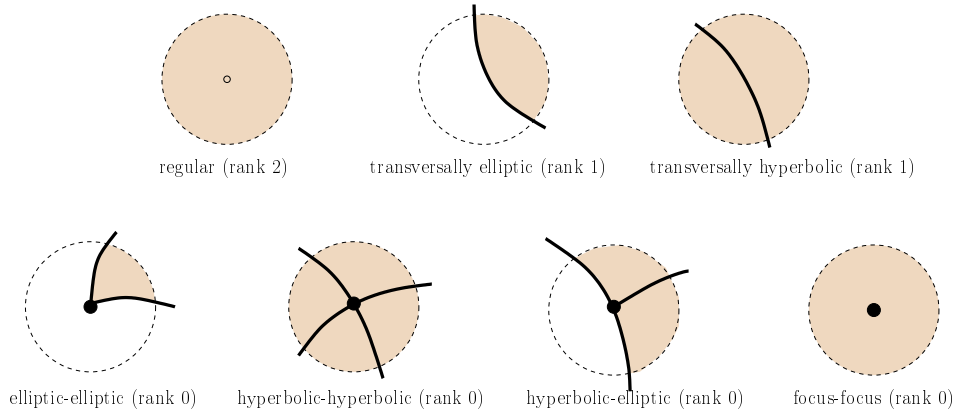 regular (rank 2)
transversally elliptic (rank 1)
transversally hyperbolic (rank 1)
elliptic-elliptic (rank 0)
hyperbolic-hyperbolic (rank 0)
hyperbolic-elliptic (rank 0)
focus-focus (rank 0)